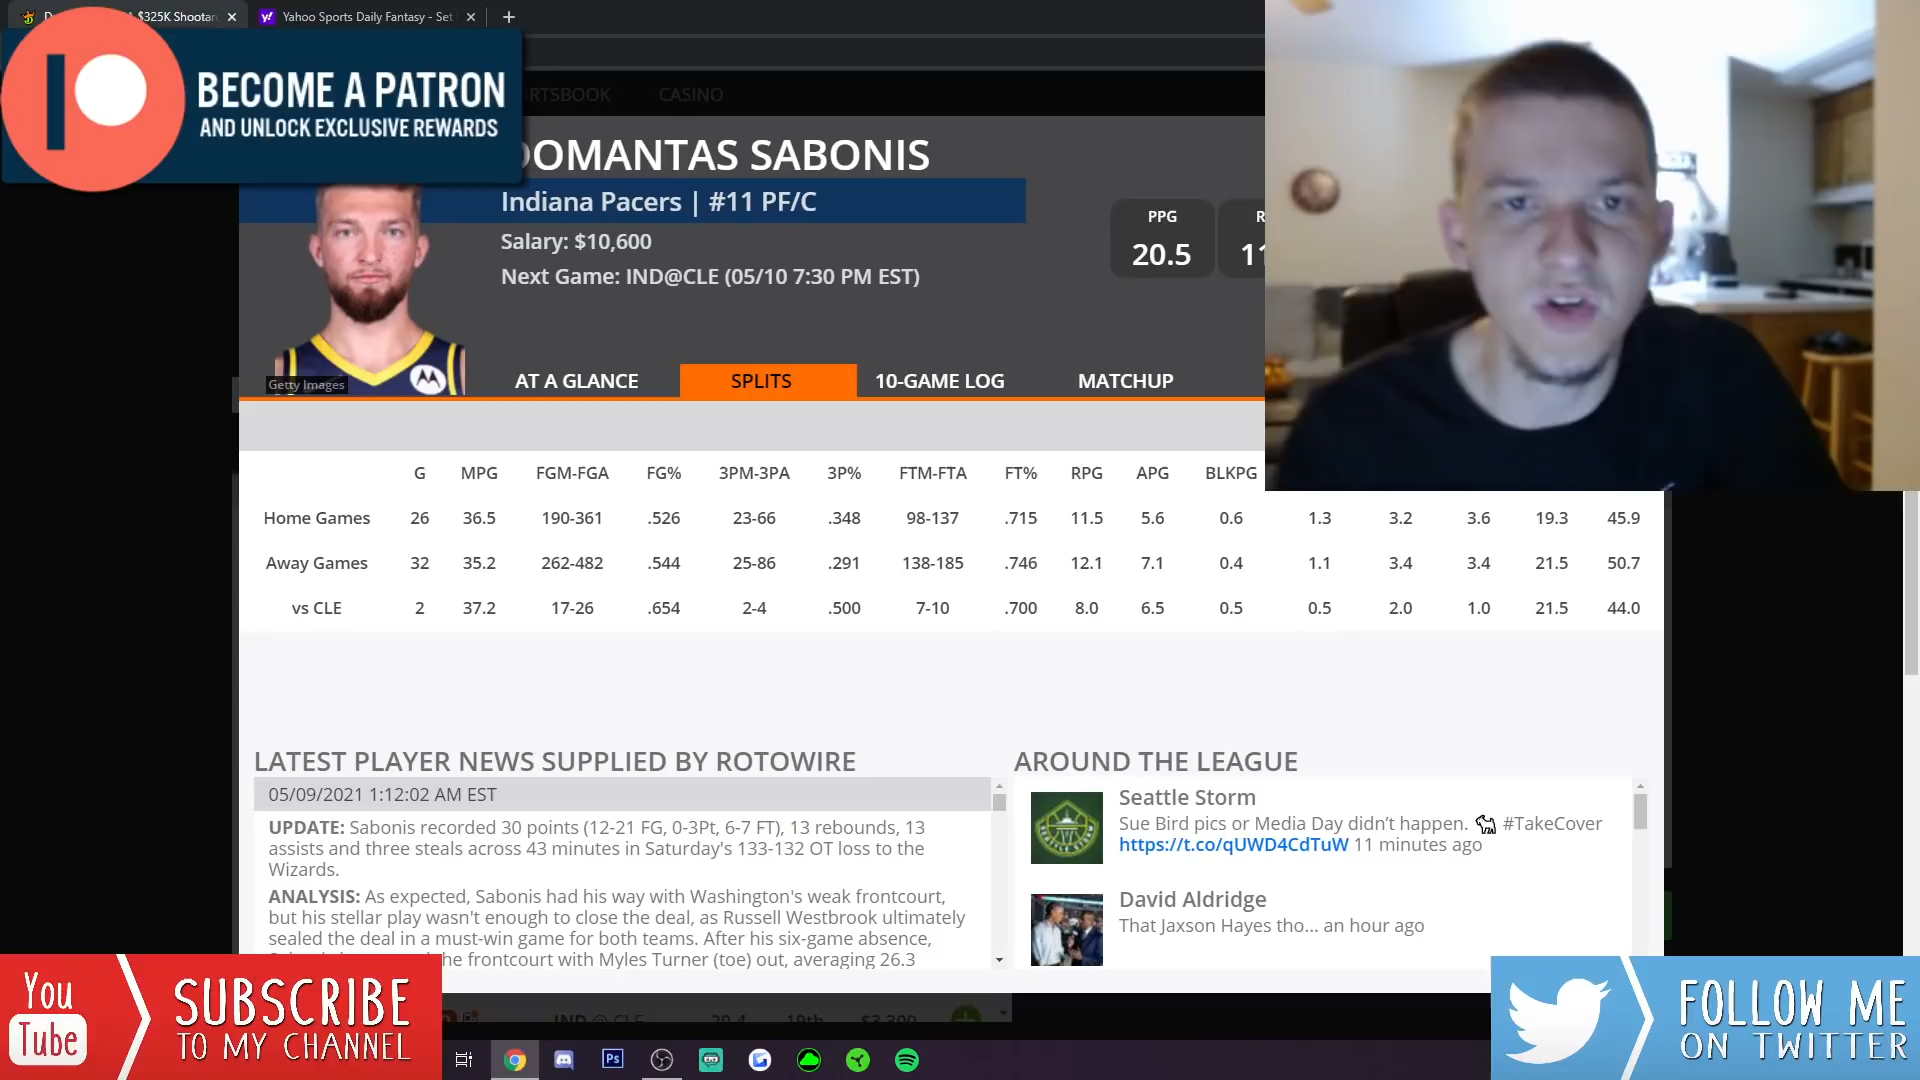 $325K Shootar
Yahoo Sports Daily Fantasy - Set
BECOME A PATRON
AND UNLOCK EXCLUSIVE REWARDS
RTSBOOK CASINO
DOMANTAS SABONIS
Indiana Pacers | #11 PF/C
Salary: $10,600
Next Game: IND@CLE (05/10 7:30 PM EST)
PPG R
20.5 11
Getty Images
AT A GLANCE SPLITS 10-GAME LOG MATCHUP
G MPG FGM-FGA FG% 3PM-3PA 3P% FTM-FTA FT% RPG APG BLKPG
Home Games 26 36.5 190-361 .526 23-66 .348 98-137 .715 11.5 5.6 0.6 1.3 3.2 3.6 19.3 45.9
Away Games 32 35.2 262-482 .544 25-86 .291 138-185 .746 12.1 7.1 0.4 1.1 3.4 3.4 21.5 50.7
vs CLE 2 37.2 17-26 .654 2-4 .500 7-10 .700 8.0 6.5 0.5 0.5 2.0 1.0 21.5 44.0
LATEST PLAYER NEWS SUPPLIED BY ROTOWIRE
05/09/2021 1:12:02 AM EST
UPDATE: Sabonis recorded 30 points (12-21 FG, 0-3Pt, 6-7 FT), 13 rebounds, 13
assists and three steals across 43 minutes in Saturday's 133-132 OT loss to the
Wizards.
ANALYSIS: As expected, Sabonis had his way with Washington's weak frontcourt,
but his stellar play wasn't enough to close the deal, as Russell Westbrook ultimately
sealed the deal in a must-win game for both teams. After his six-game absence,
he frontcourt with Myles Turner (toe) out, averaging 26.3
AROUND THE LEAGUE
Seattle Storm
Sue Bird pics or Media Day didn't happen. #TakeCover
https://t.co/qUWD4CdTuW 11 minutes ago
David Aldridge
That Jaxson Hayes tho... an hour ago
IND @ CLE 20.4 19th $3,300
You
Tube
SUBSCRIBE
TO MY CHANNEL
Ps
FOLLOW ME
ON TWITTER